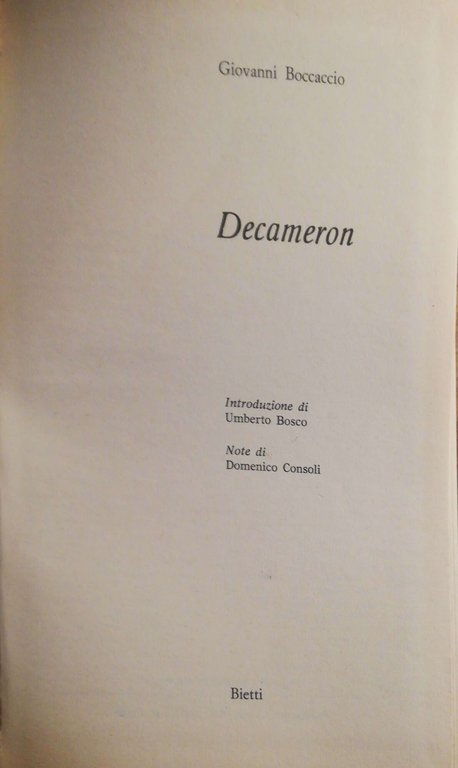 Giovanni Boccaccio
Decameron
Introduzione di
Umberto Bosco
Note di
Domenico Consoli
Bietti